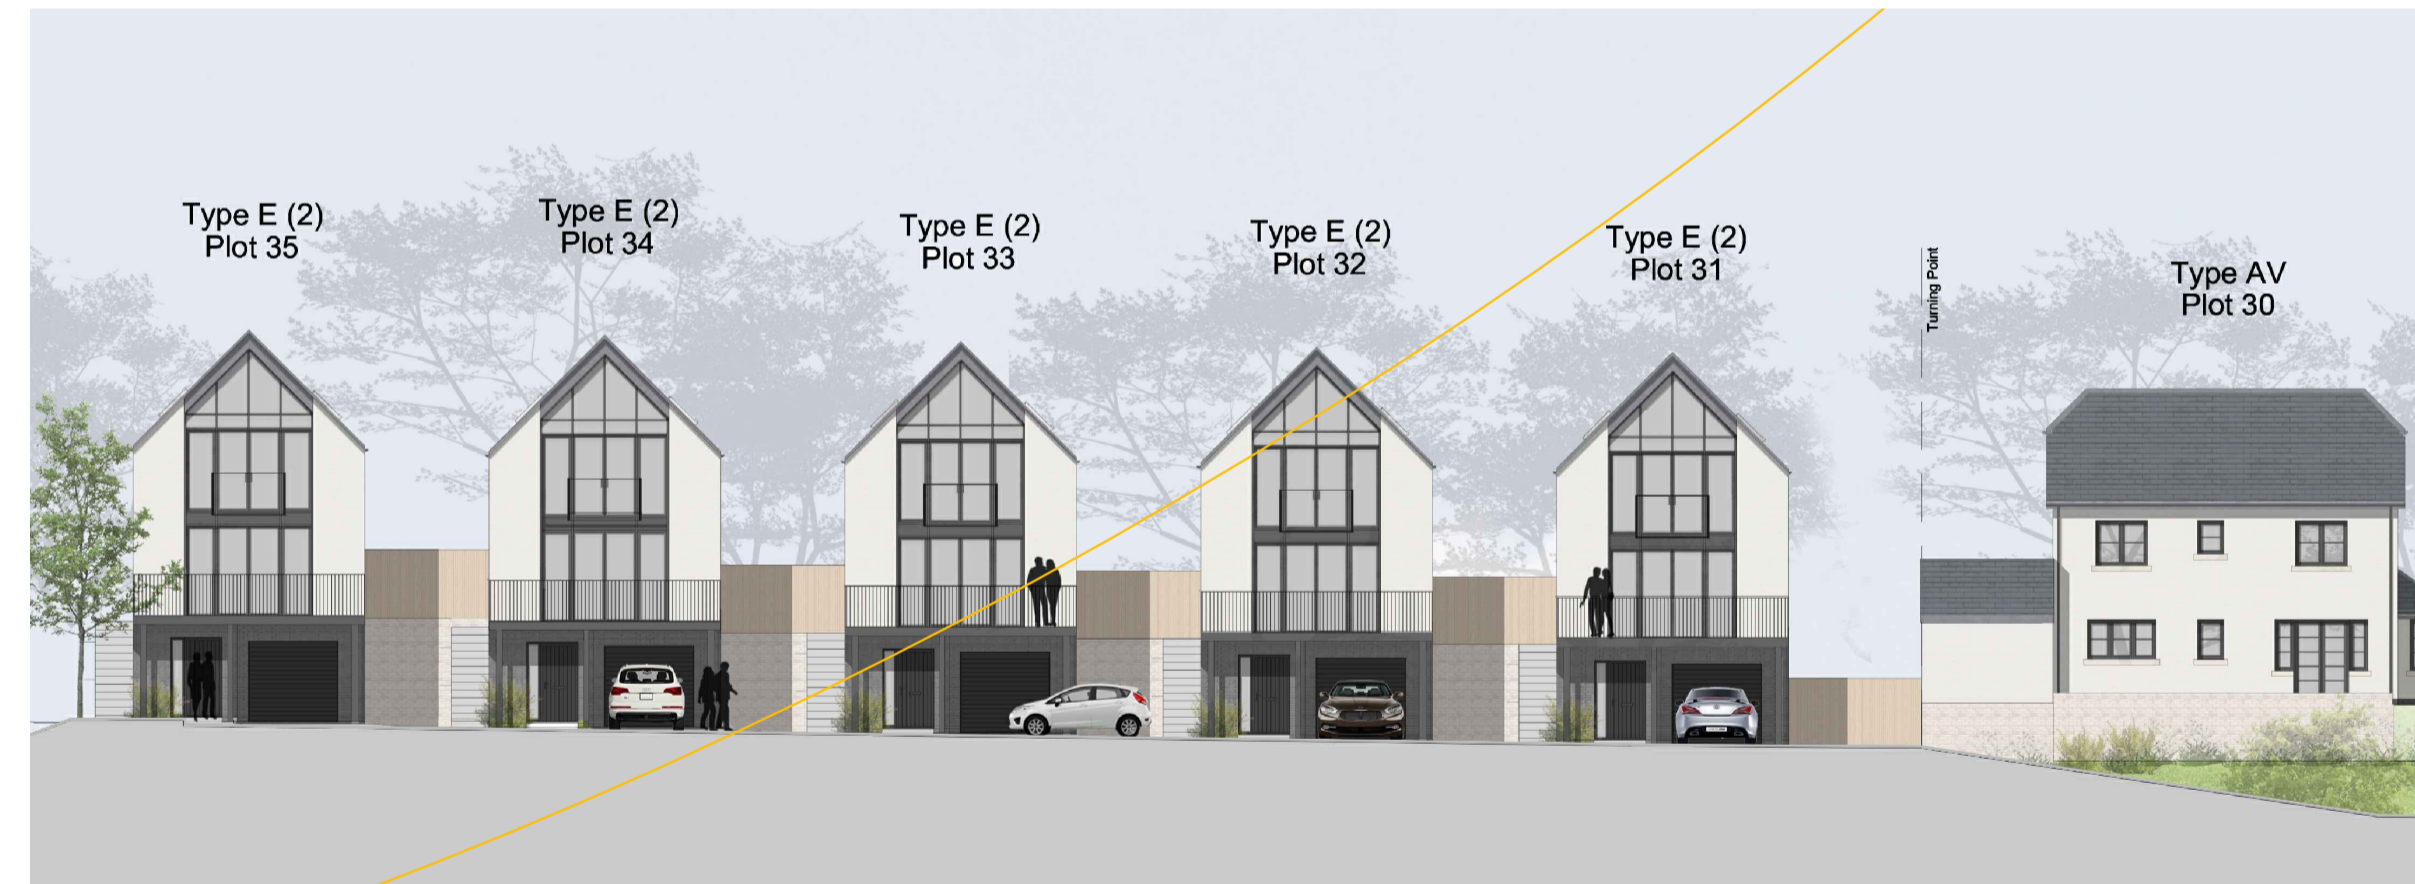 Type E (2)
Plot 35
Type E (2)
Plot 34
Type E (2)
Plot 33
Type E (2)
Plot 32
Type E (2)
Plot 31
Turning Point
Type AV
Plot 30